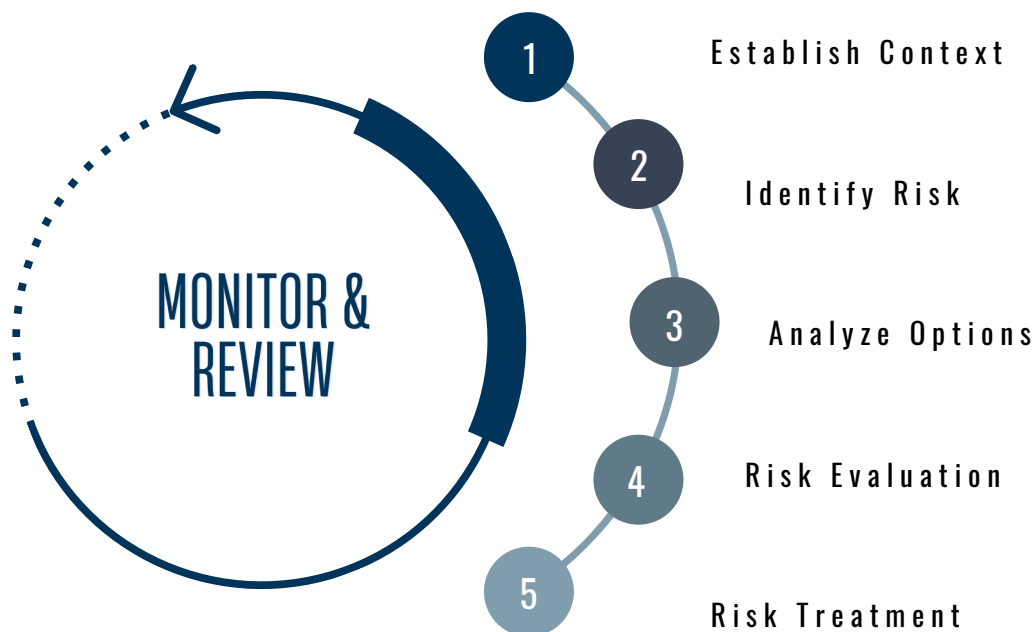 1
Establish Context
2
Identify Risk
3
Analyze Options
4
Risk Evaluation
5
Risk Treatment
MONITOR &
REVIEW